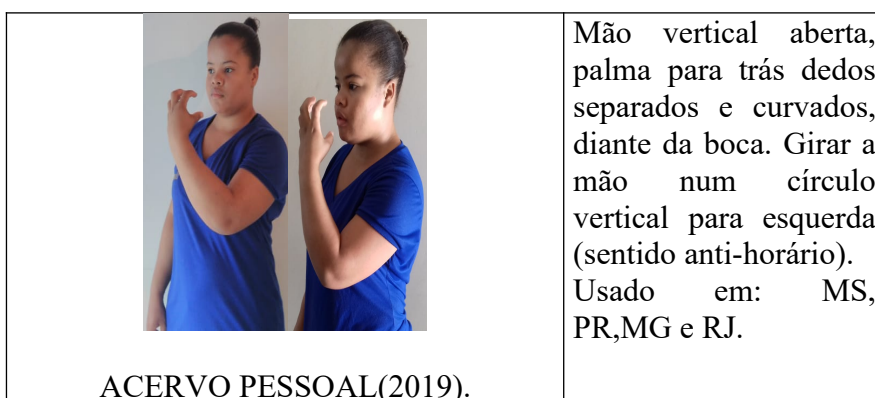 Mão vertical aberta,
palma para trás dedos
separados e curvados,
diante da boca. Girar a
mão num círculo
vertical para esquerda
(sentido anti-horário).
Usado em: MS,
PR,MG e RJ.
ACERVO PESSOAL(2019).